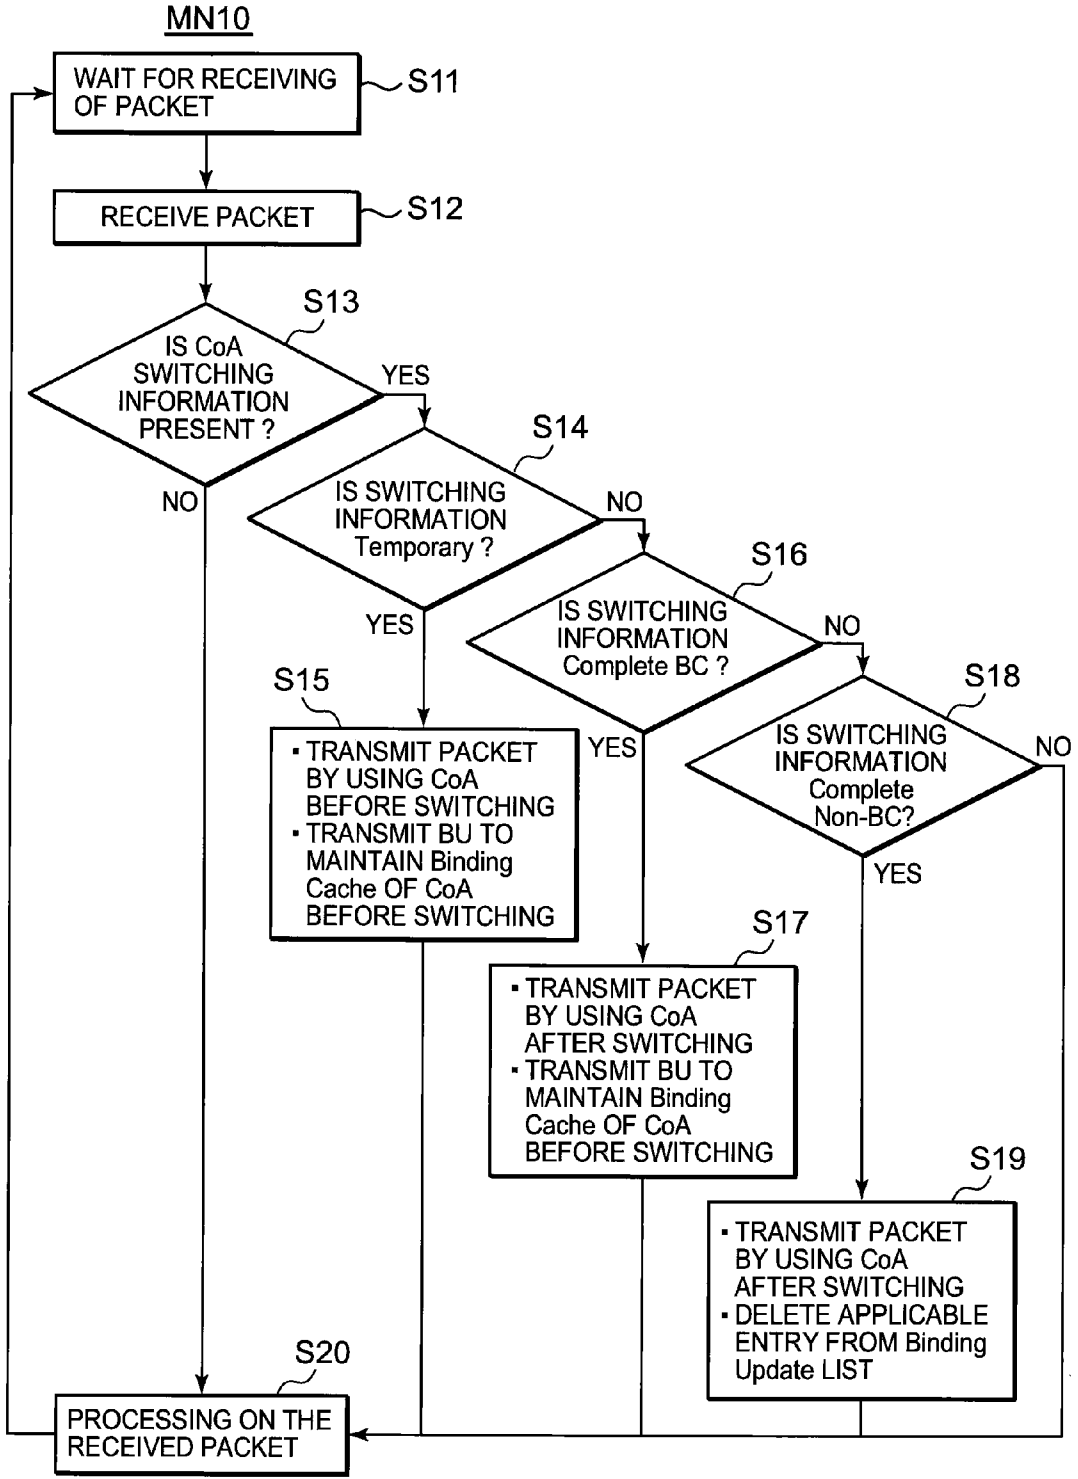 MN10
WAIT FOR RECEIVING
OF PACKET
S11
RECEIVE PACKET
S12
S13
IS CoA
SWITCHING
INFORMATION
PRESENT ?
YES
NO
S14
IS SWITCHING
INFORMATION
Temporary ?
NO
YES
S16
IS SWITCHING
INFORMATION
Complete BC ?
NO
YES
S18
IS SWITCHING
INFORMATION
Complete
Non-BC?
NO
YES
S15
▪ TRANSMIT PACKET
BY USING CoA
BEFORE SWITCHING
▪ TRANSMIT BU TO
MAINTAIN Binding
Cache OF CoA
BEFORE SWITCHING
S17
▪ TRANSMIT PACKET
BY USING CoA
AFTER SWITCHING
▪ TRANSMIT BU TO
MAINTAIN Binding
Cache OF CoA
BEFORE SWITCHING
S19
▪ TRANSMIT PACKET
BY USING CoA
AFTER SWITCHING
▪ DELETE APPLICABLE
ENTRY FROM Binding
Update LIST
S20
PROCESSING ON THE
RECEIVED PACKET